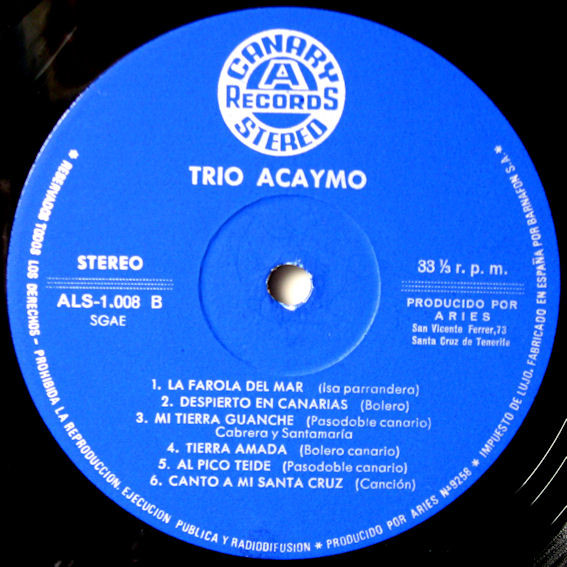 CANARY
A
RECORDS
STEREO
TRIO ACAYMO
STEREO
ALS-1.008 B
SGAE
33 ⅓ r. p. m.
PRODUCIDO POR
ARIES
San Vicente Ferrer, 73
Santa Cruz de Tenerife
1. LA FAROLA DEL MAR (Isa parrandera)
2. DESPIERTO EN CANARIAS (Bolero)
3. MI TIERRA GUANCHE (Pasodoble canario)
Cabrera y Santamaría
4. TIERRA AMADA (Bolero canario)
5. AL PICO TEIDE (Pasodoble canario)
6. CANTO A MI SANTA CRUZ (Canción)
* RESERVADOS TODOS LOS DERECHOS - PROHIBIDA LA REPRODUCCION, EJECUCION PUBLICA Y RADIODIFUSION * PRODUCIDO POR ARIES Nº 9258 * IMPUESTO DE LUJO. FABRICADO EN ESPAÑA POR BARNAFON, S.A. *